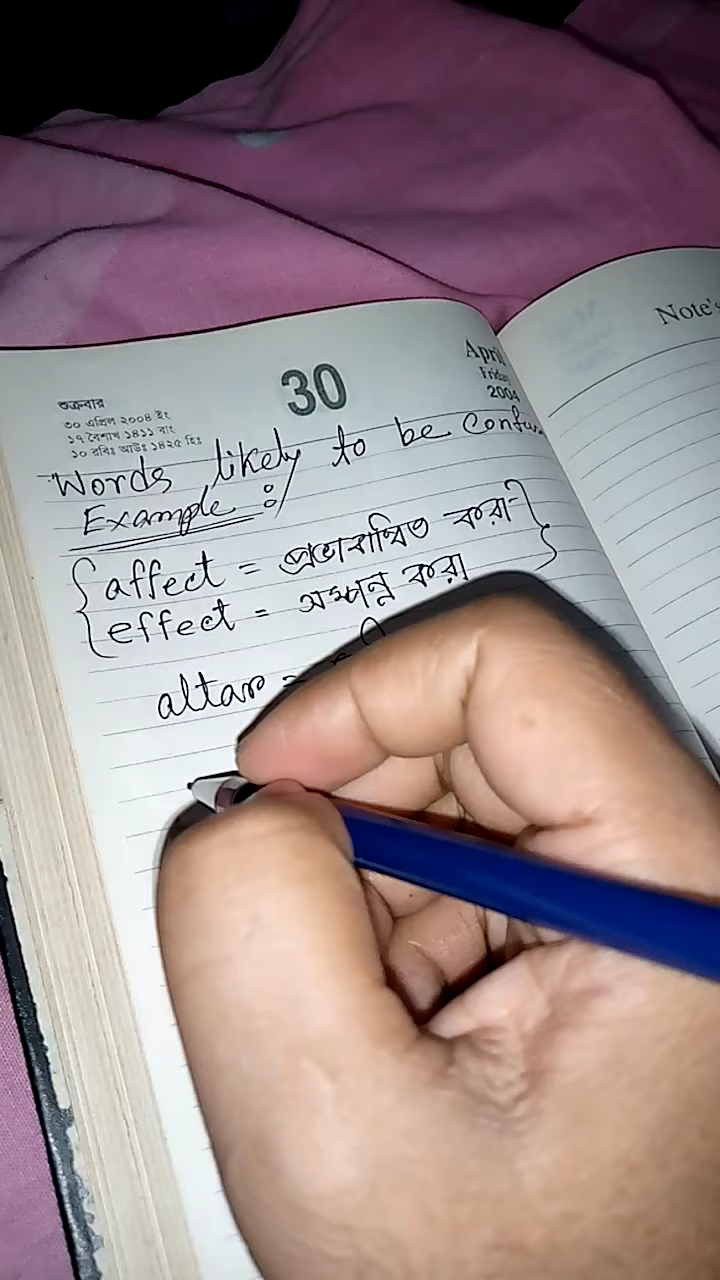 Note's
April
Friday
2004
30
শুক্রবার
৩০ এপ্রিল ২০০৪ ইং
১৭ বৈশাখ ১৪১১ বাং
১০ রবিঃ আউঃ ১৪২৫ হিঃ
Words likely to be
Example :
affect = প্রভাবান্বিত করা
effect = সম্পন্ন করা
altar =